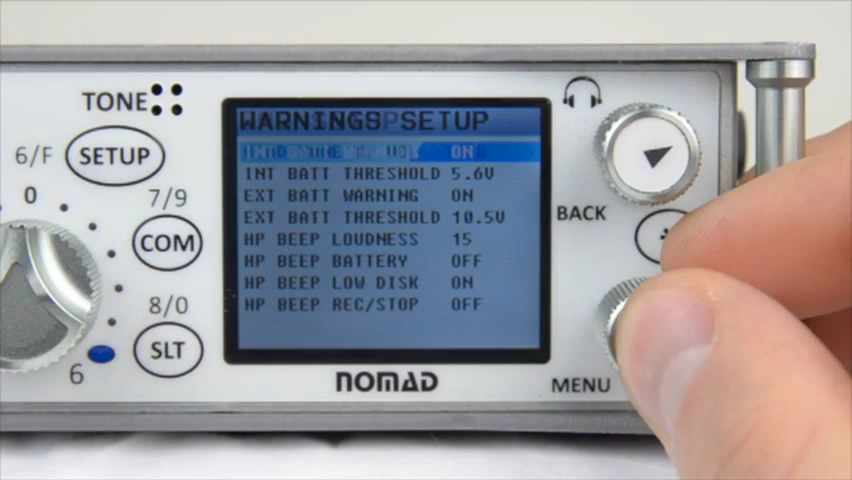 TONE
6/F
SETUP
0
7/9
COM
8/0
SLT
6
WARNINGS SETUP
ON
INT BATT THRESHOLD 5.6V
EXT BATT WARNING ON
EXT BATT THRESHOLD 10.5V
HP BEEP LOUDNESS 15
HP BEEP BATTERY OFF
HP BEEP LOW DISK ON
HP BEEP REC/STOP OFF
NOMAD
BACK
MENU